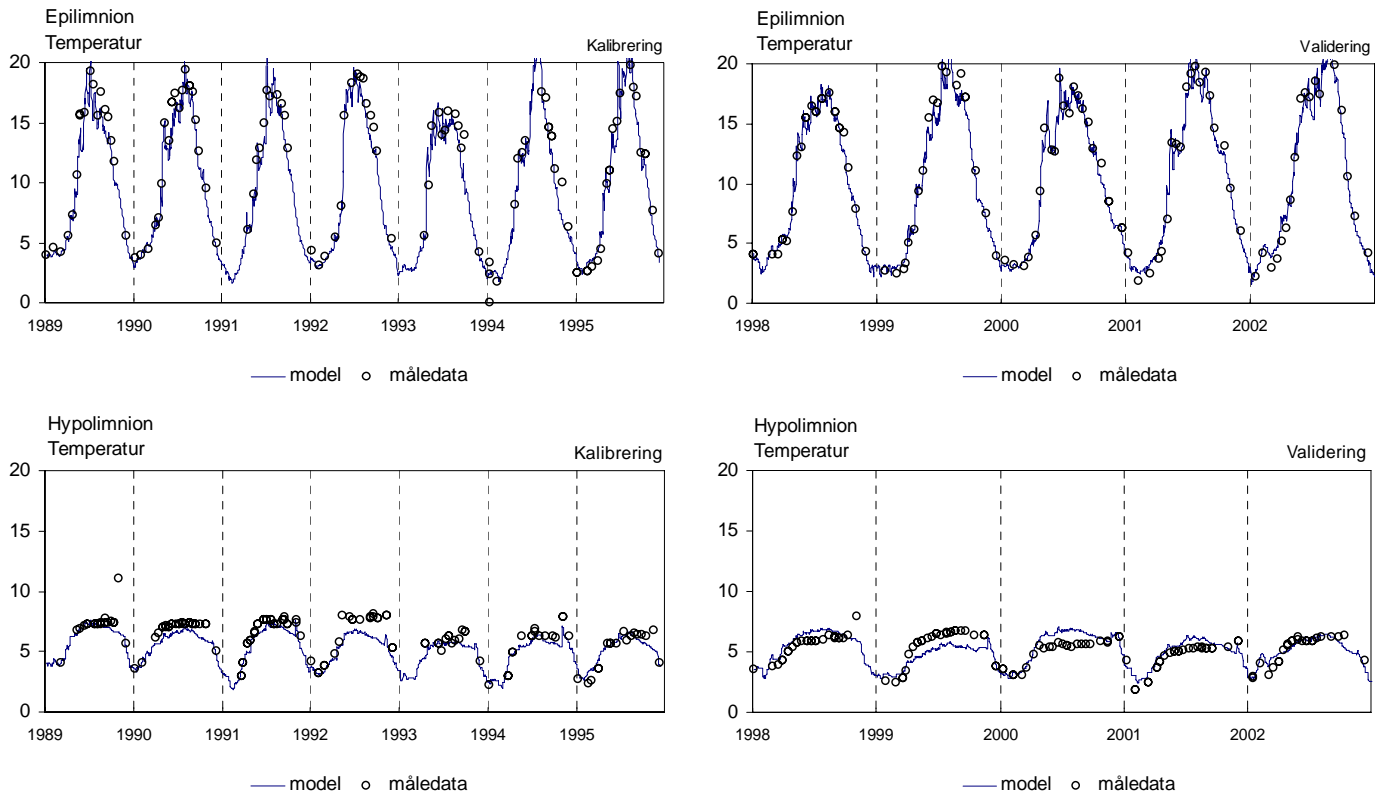 Epilimnion
Temperatur
Kalibrering
20
15
10
5
0
1989 1990 1991 1992 1993 1994 1995
model måledata
Epilimnion
Temperatur
Validering
20
15
10
5
0
1998 1999 2000 2001 2002
model måledata
Hypolimnion
Temperatur
Kalibrering
20
15
10
5
0
1989 1990 1991 1992 1993 1994 1995
model måledata
Hypolimnion
Temperatur
Validering
20
15
10
5
0
1998 1999 2000 2001 2002
model måledata